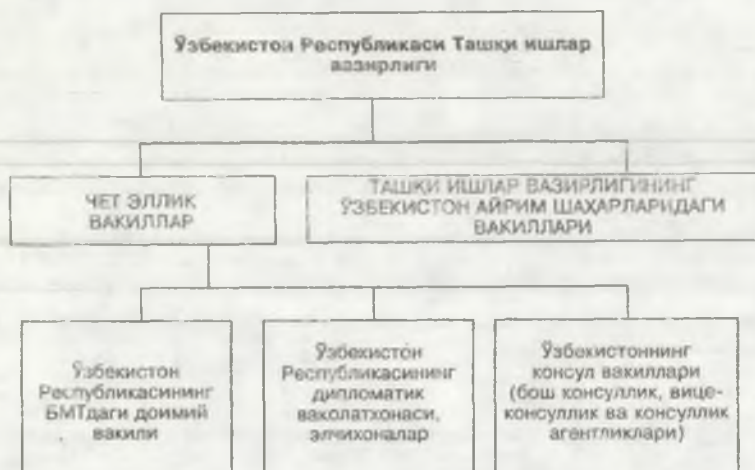 Ўзбекистон Республикаси Ташқи ишлар
вазирлиги
ЧЕТ ЭЛЛИК
ВАКИЛЛАР
ТАШҚИ ИШЛАР ВАЗИРЛИГИНИНГ
ЎЗБЕКИСТОН АЙРИМ ШАҲАРЛАРИДАГИ
ВАКИЛЛАРИ
Ўзбекистон
Республикасининг
БМТдаги доимий
вакили
Ўзбекистон
Республикасининг
дипломатик
ваколатхонаси,
элчихоналар
Ўзбекистоннинг
консул вакиллари
(бош консуллик, вице-
консуллик ва консуллик
агентликлари)